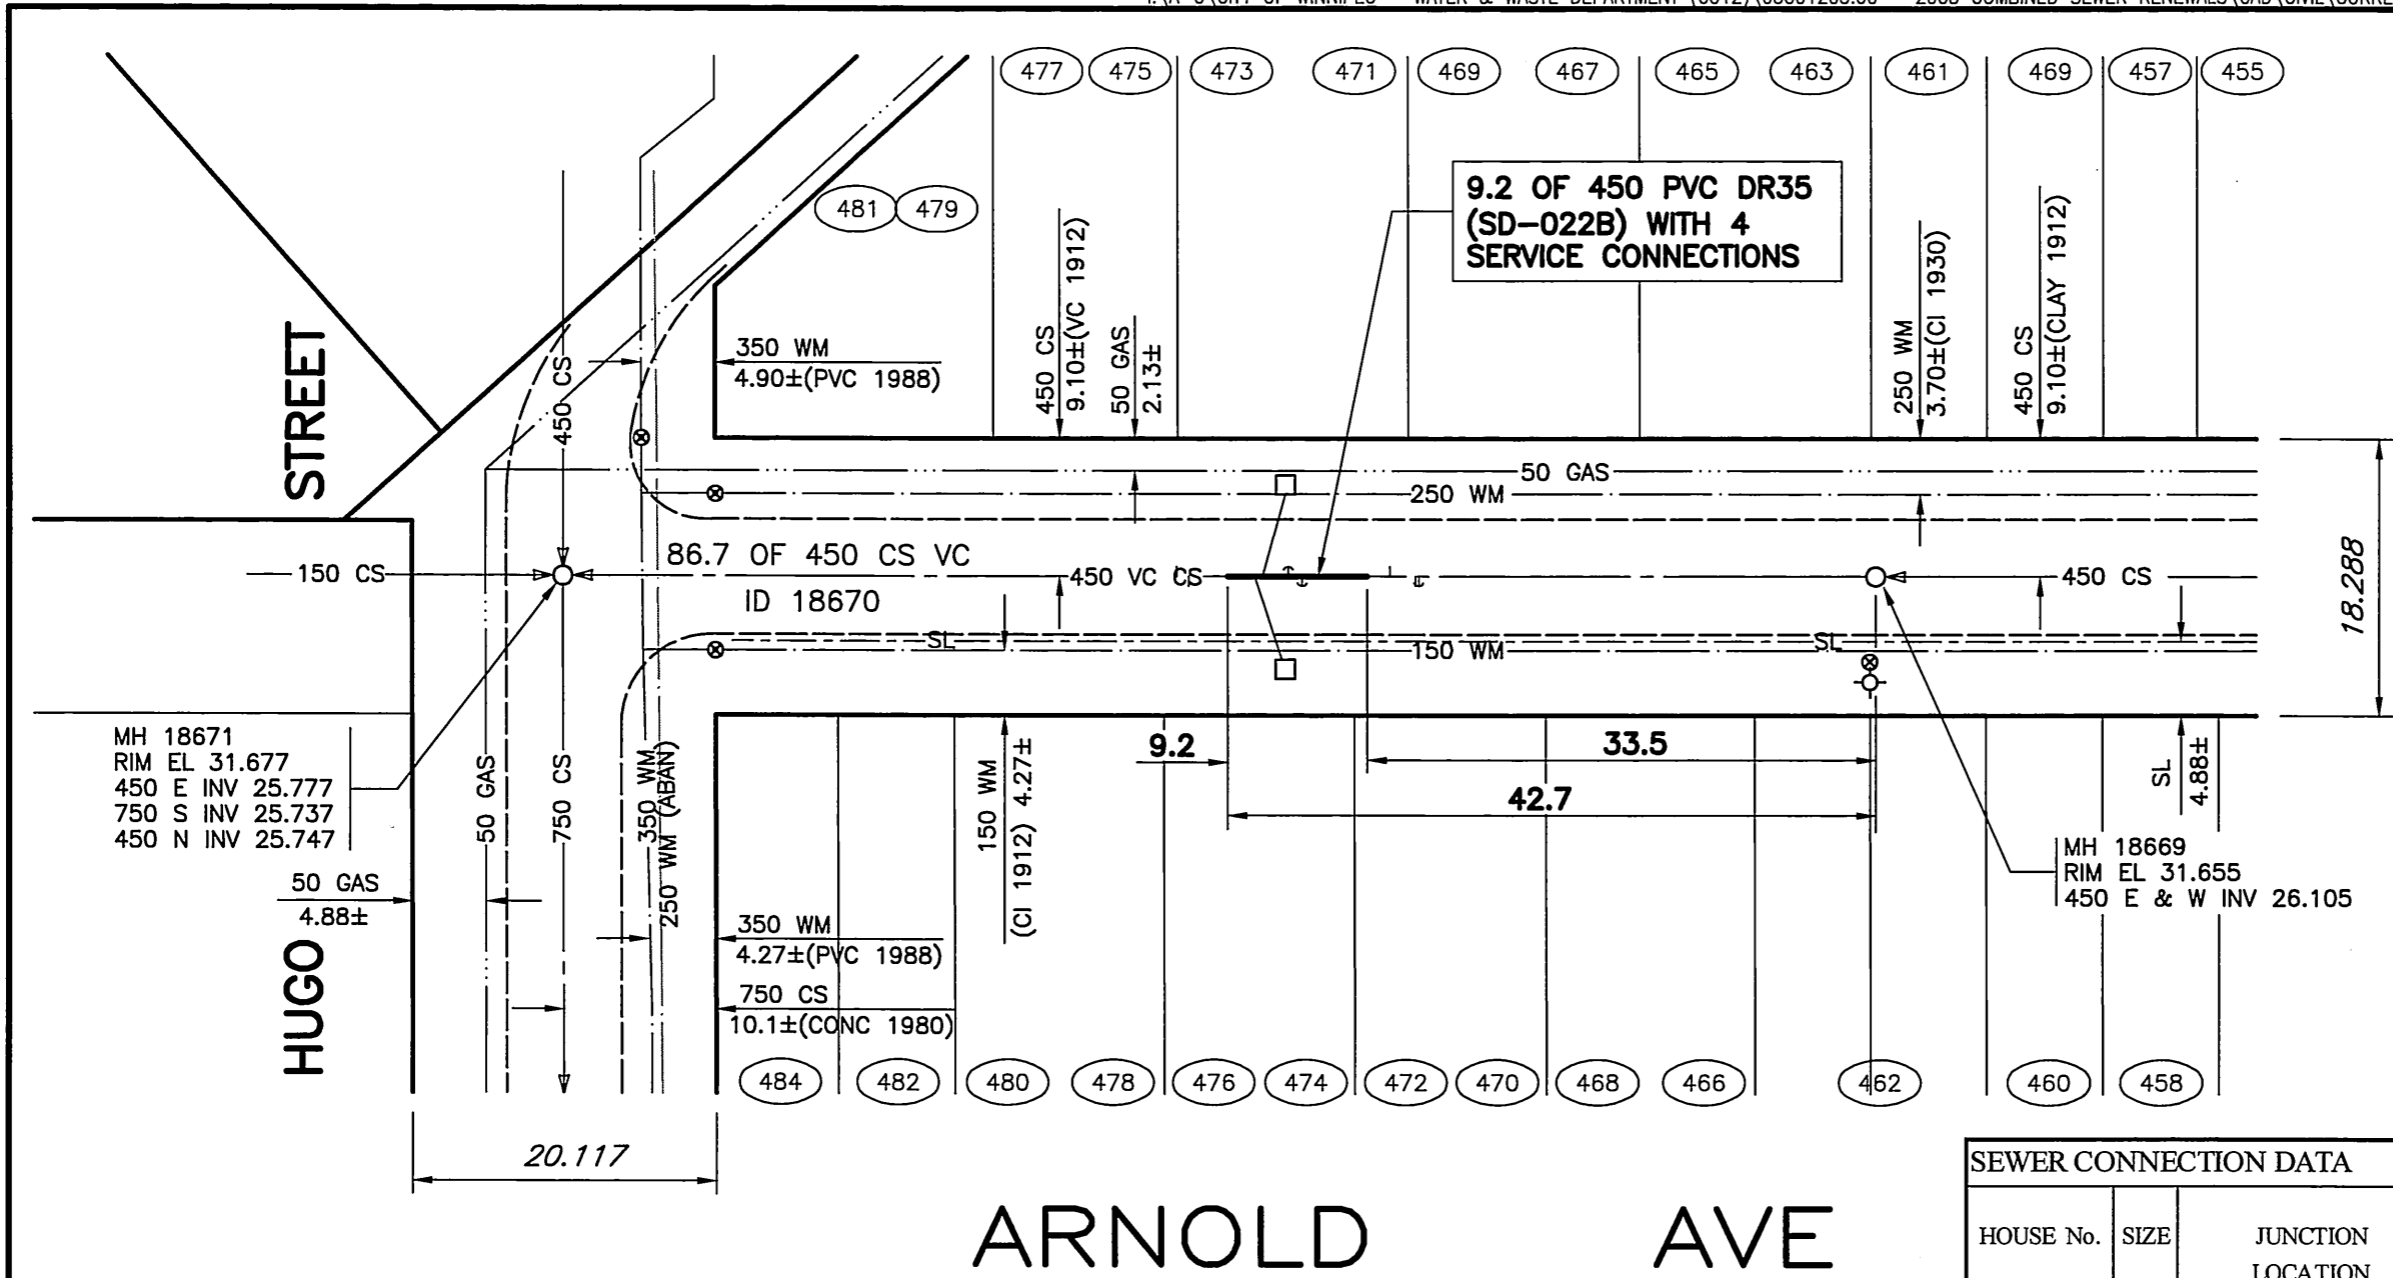 477
475
473
471
469
467
465
463
461
469
457
455
481
479
9.2 OF 450 PVC DR35
(SD-022B) WITH 4
SERVICE CONNECTIONS
450 CS
9.10±(VC 1912)
50 GAS
2.13±
250 WM
3.70±(CI 1930)
450 CS
9.10±(CLAY 1912)
STREET
450 CS
350 WM
4.90±(PVC 1988)
50 GAS
250 WM
150 CS
86.7 OF 450 CS VC
450 VC CS
450 CS
ID 18670
SL
150 WM
SL
18.288
MH 18671
RIM EL 31.677
450 E INV 25.777
750 S INV 25.737
450 N INV 25.747
50 GAS
750 CS
350 WM
250 WM (ABAN)
150 WM
(CI 1912) 4.27±
9.2
33.5
42.7
SL
4.88±
MH 18669
RIM EL 31.655
450 E & W INV 26.105
50 GAS
4.88±
HUGO
350 WM
4.27±(PVC 1988)
750 CS
10.1±(CONC 1980)
484
482
480
478
476
474
472
470
468
466
462
460
458
20.117
ARNOLD AVE
SEWER CONNECTION DATA
HOUSE No.
SIZE
JUNCTION
LOCATION